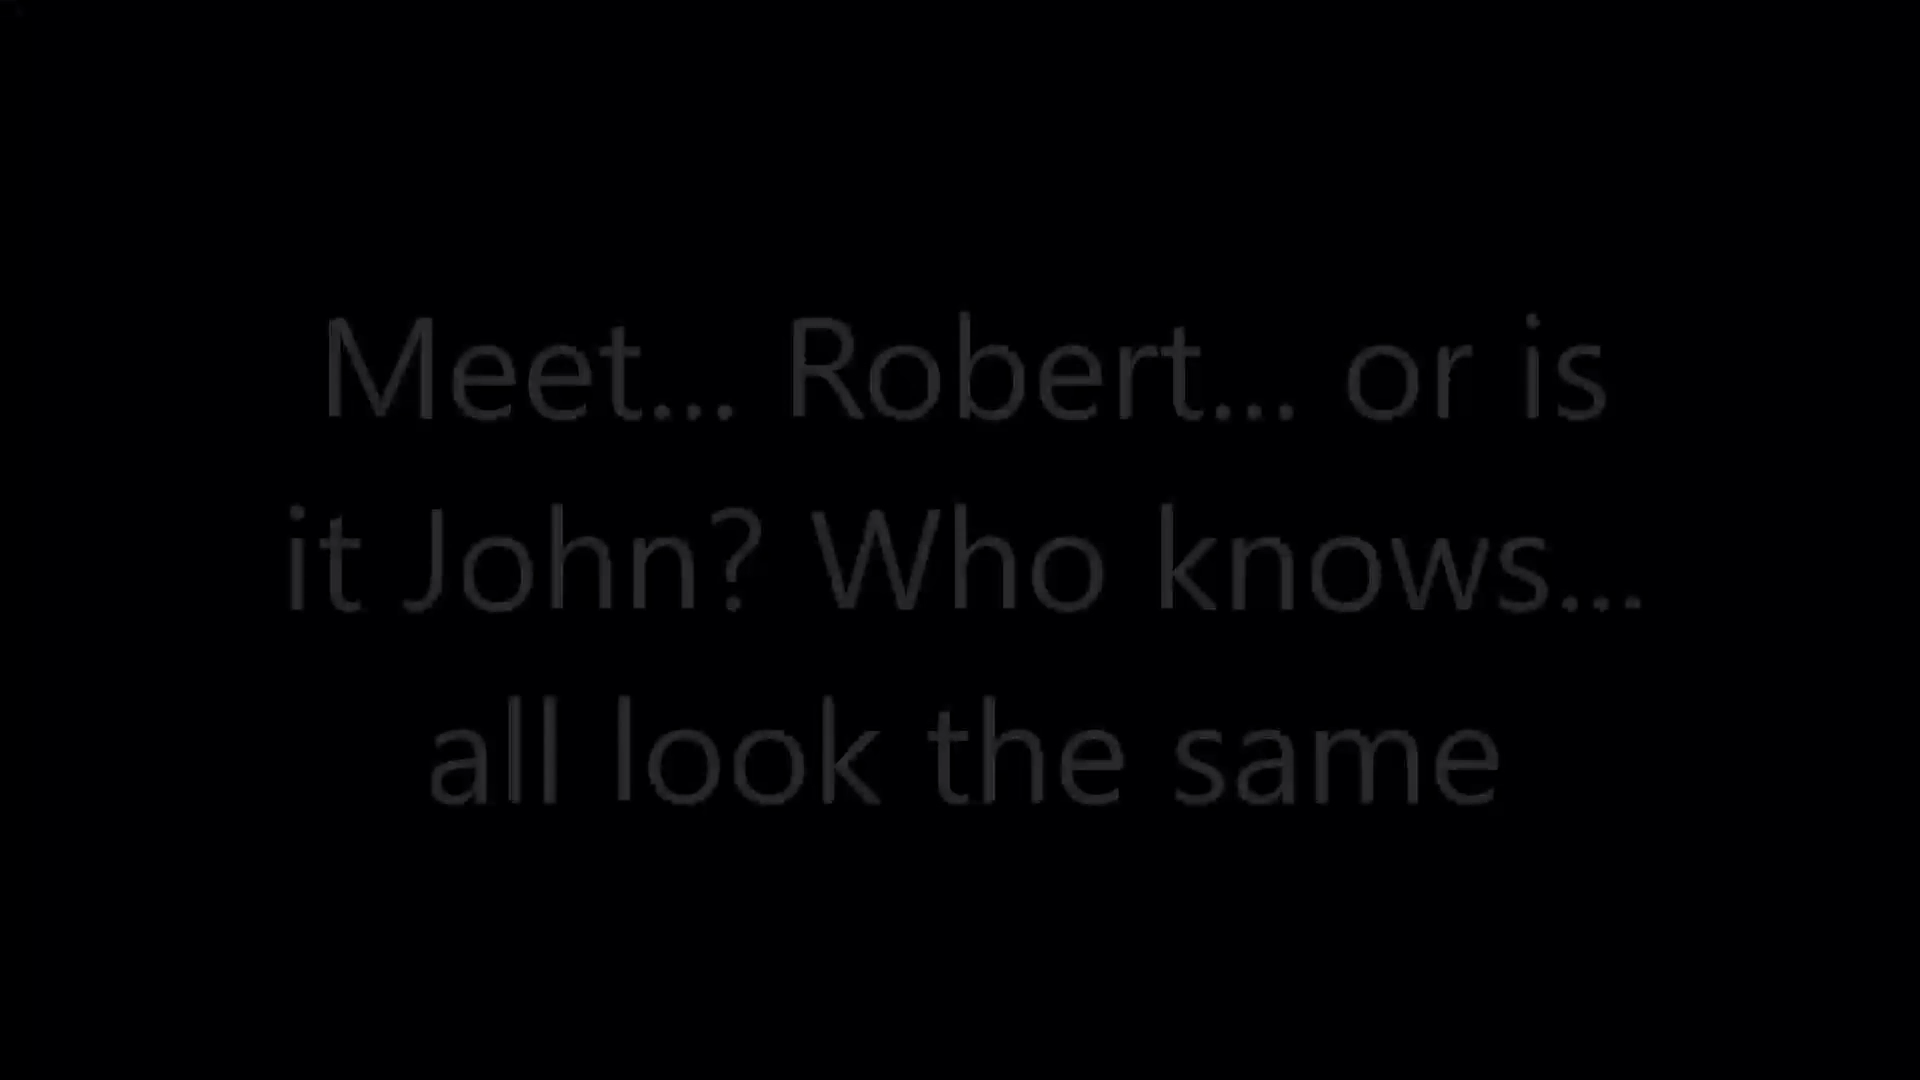 Meet... Robert... or is
it John? Who knows...
all look the same